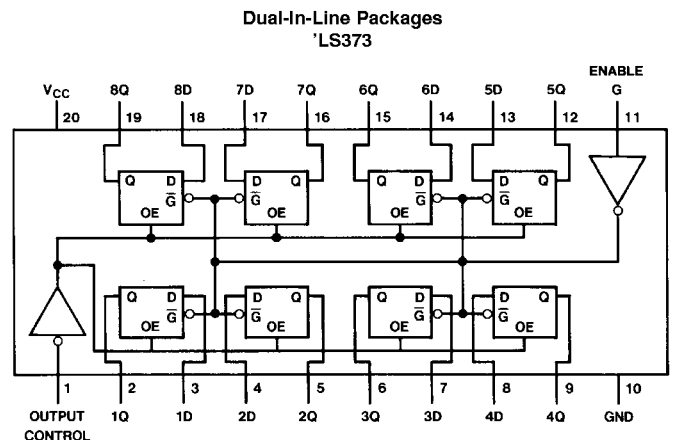 Dual-In-Line Packages
'LS373
ENABLE
VCC 8Q 8D 7D 7Q 6Q 6D 5D 5Q G
20 19 18 17 16 15 14 13 12 11
Q D D Q Q D D Q
G G G G
OE OE OE OE
Q D D Q Q D D Q
G G G G
OE OE OE OE
1 2 3 4 5 6 7 8 9 10
OUTPUT 1Q 1D 2D 2Q 3Q 3D 4D 4Q GND
CONTROL